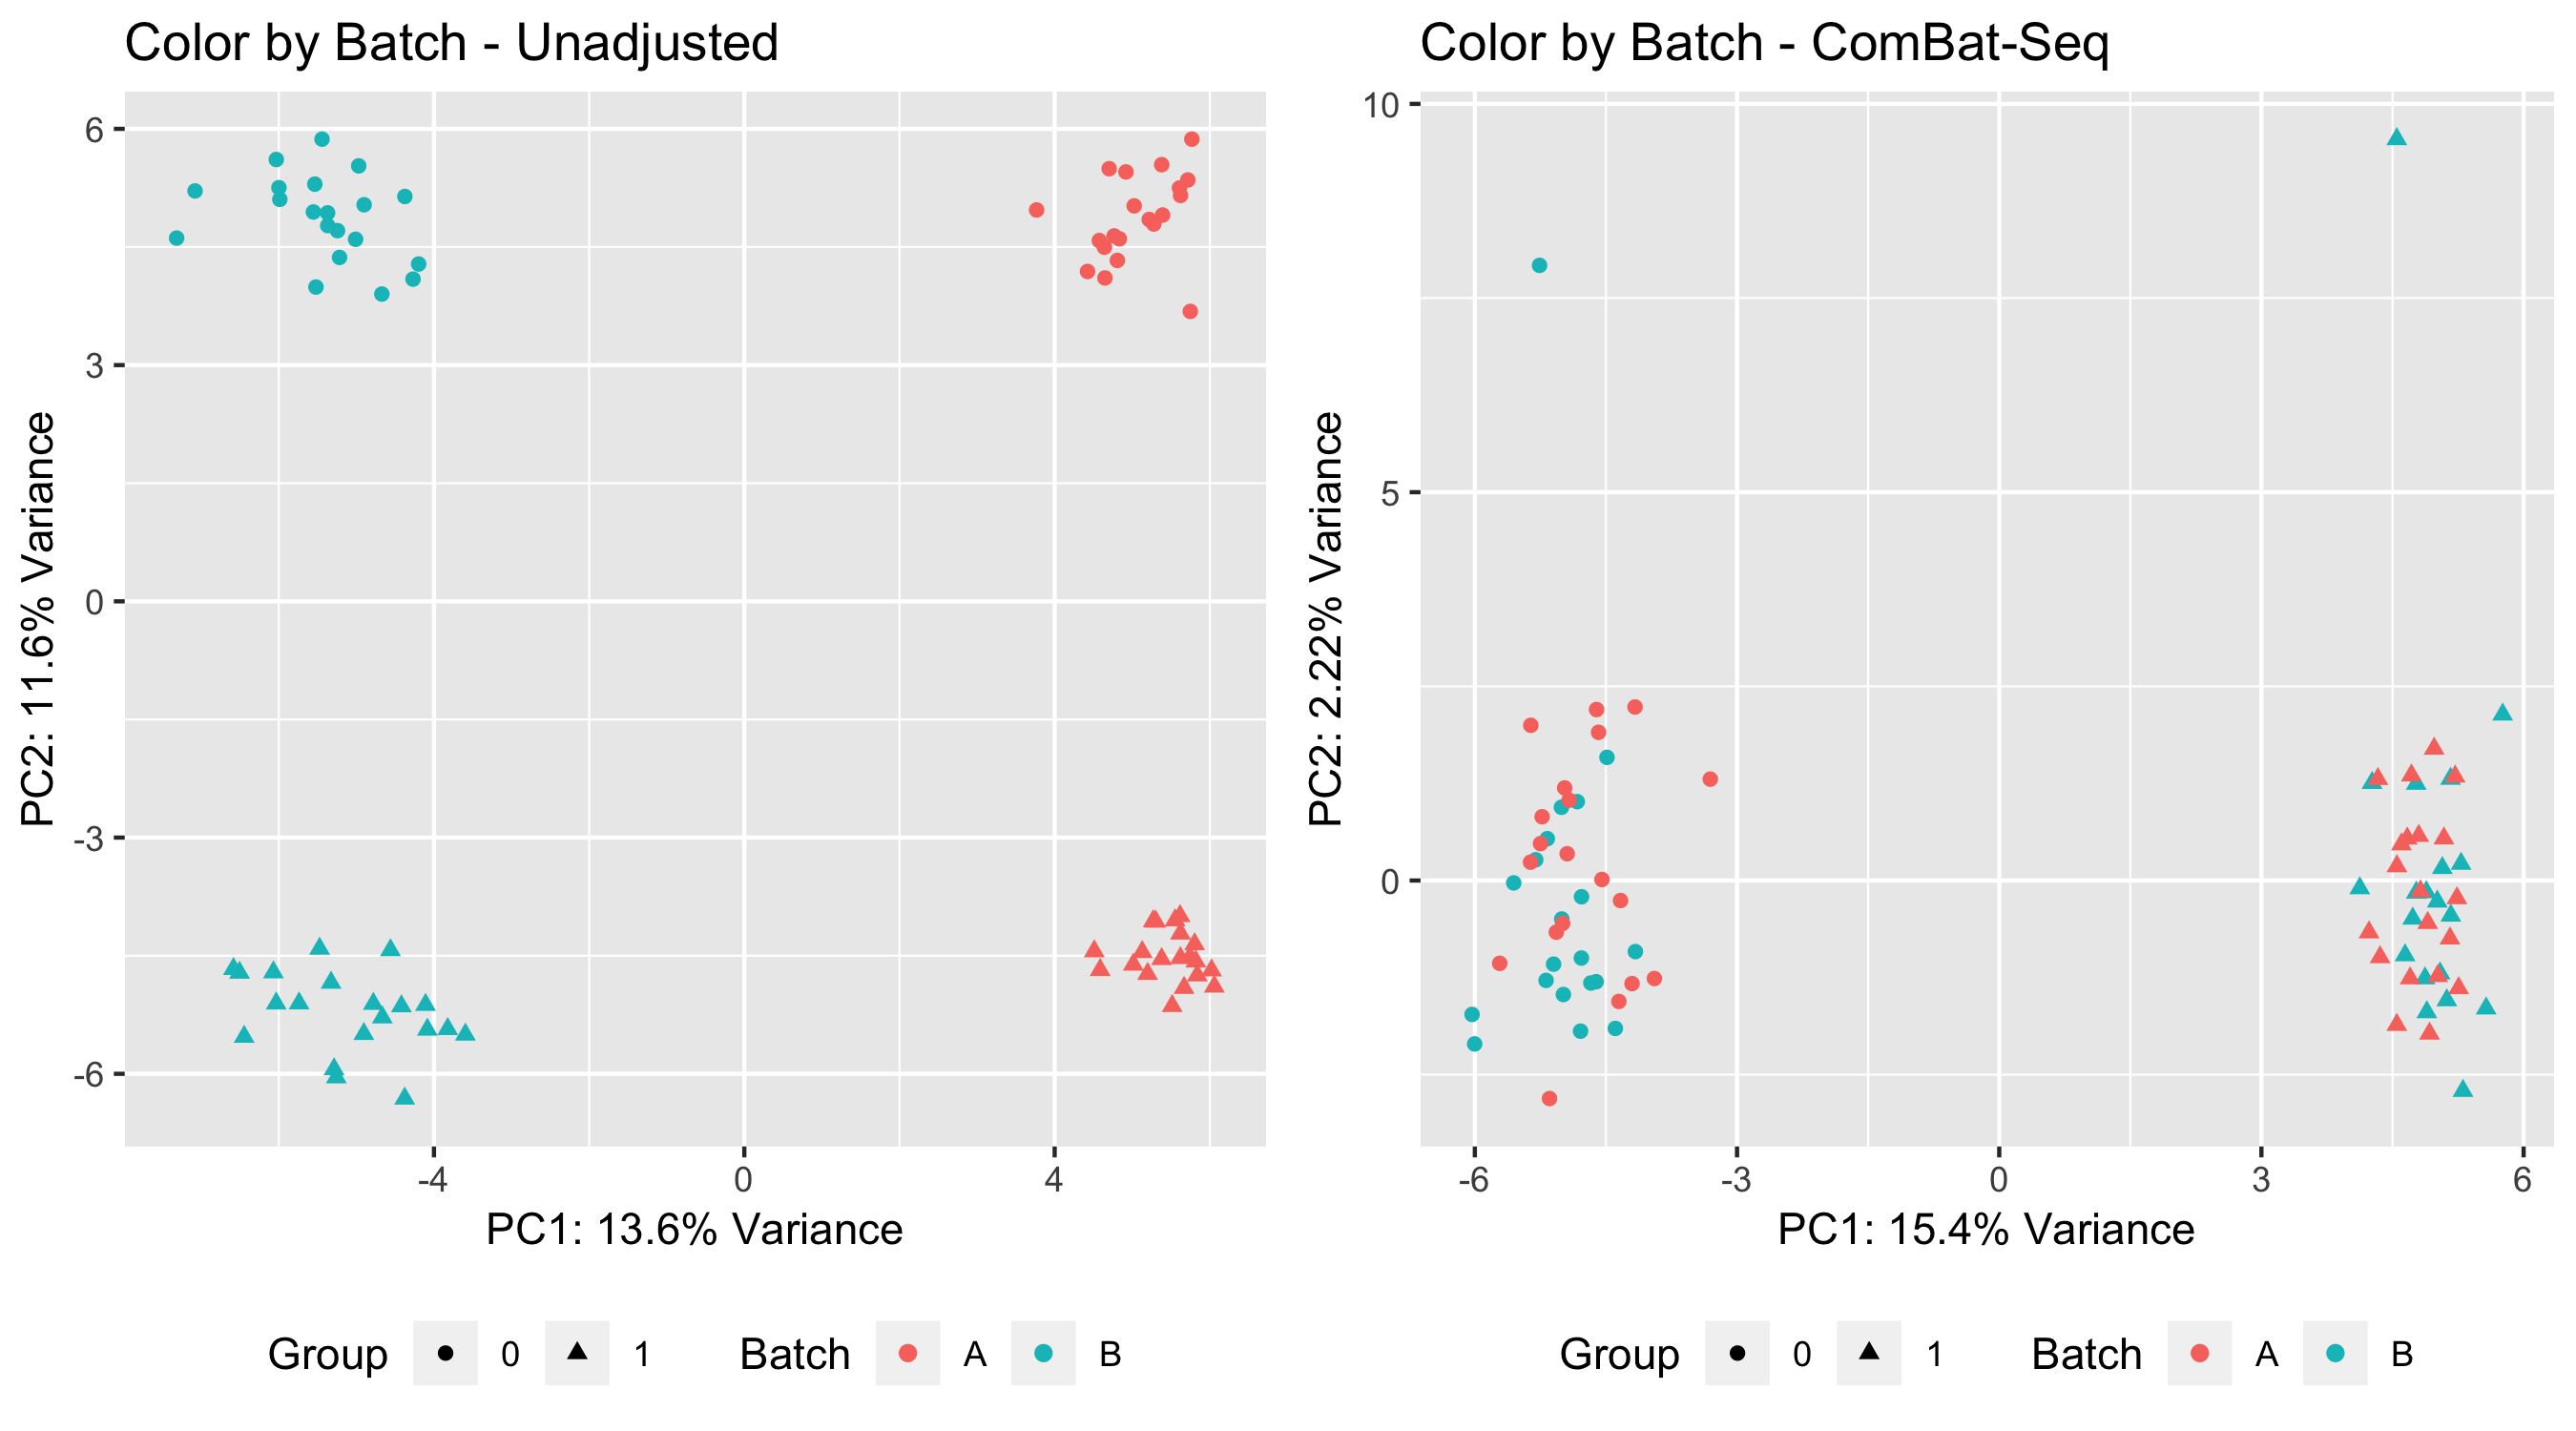 Color by Batch - Unadjusted
6
3
0
-3
-6
PC2: 11.6% Variance
-4 0 4
PC1: 13.6% Variance
Group 0 1 Batch A B
Color by Batch - ComBat-Seq
10
5
0
PC2: 2.22% Variance
-6 -3 0 3 6
PC1: 15.4% Variance
Group 0 1 Batch A B